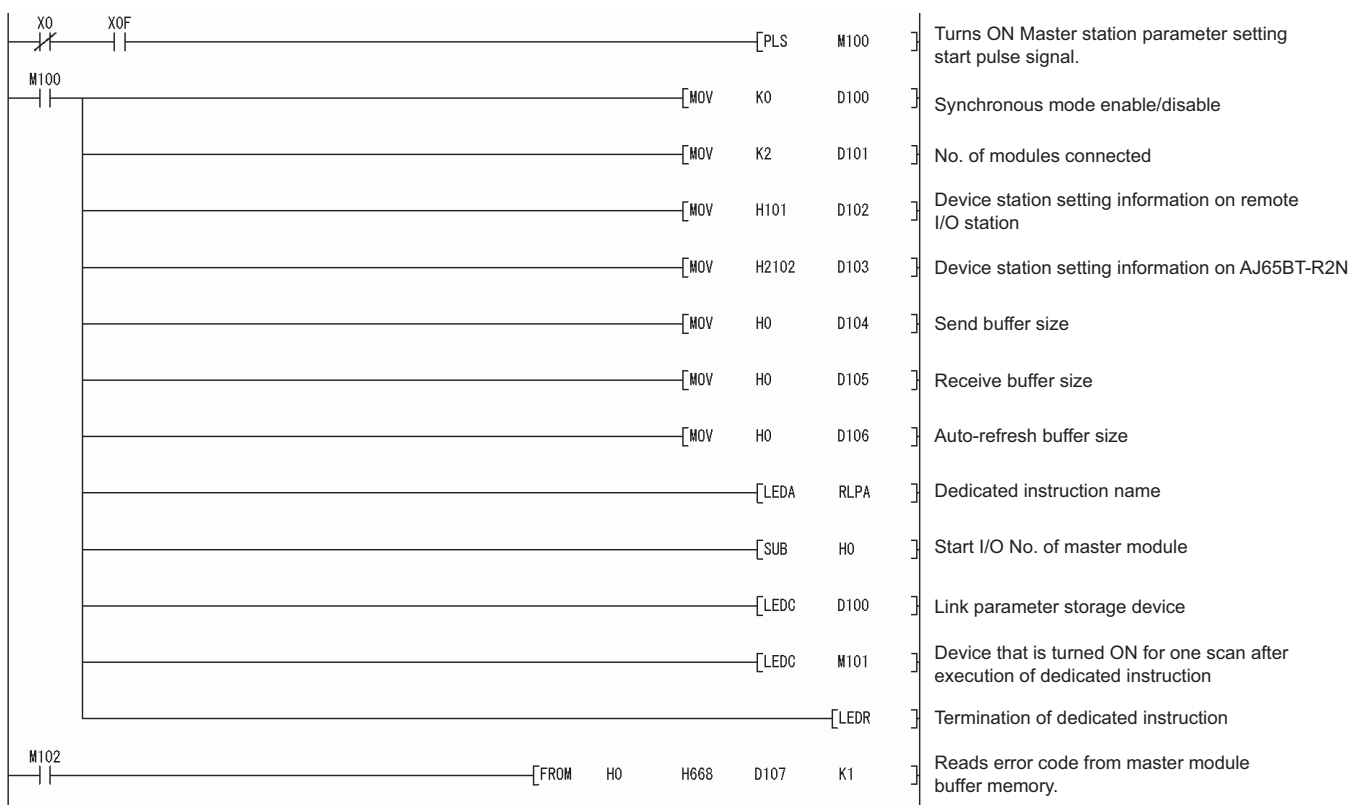 X0 X0F
[PLS M100 ] Turns ON Master station parameter setting
start pulse signal.
M100
[MOV K0 D100 ] Synchronous mode enable/disable
[MOV K2 D101 ] No. of modules connected
[MOV H101 D102 ] Device station setting information on remote
I/O station
[MOV H2102 D103 ] Device station setting information on AJ65BT-R2N
[MOV H0 D104 ] Send buffer size
[MOV H0 D105 ] Receive buffer size
[MOV H0 D106 ] Auto-refresh buffer size
[LEDA RLPA ] Dedicated instruction name
[SUB H0 ] Start I/O No. of master module
[LEDC D100 ] Link parameter storage device
[LEDC M101 ] Device that is turned ON for one scan after
execution of dedicated instruction
[LEDR ] Termination of dedicated instruction
M102
[FROM H0 H668 D107 K1 ] Reads error code from master module
buffer memory.